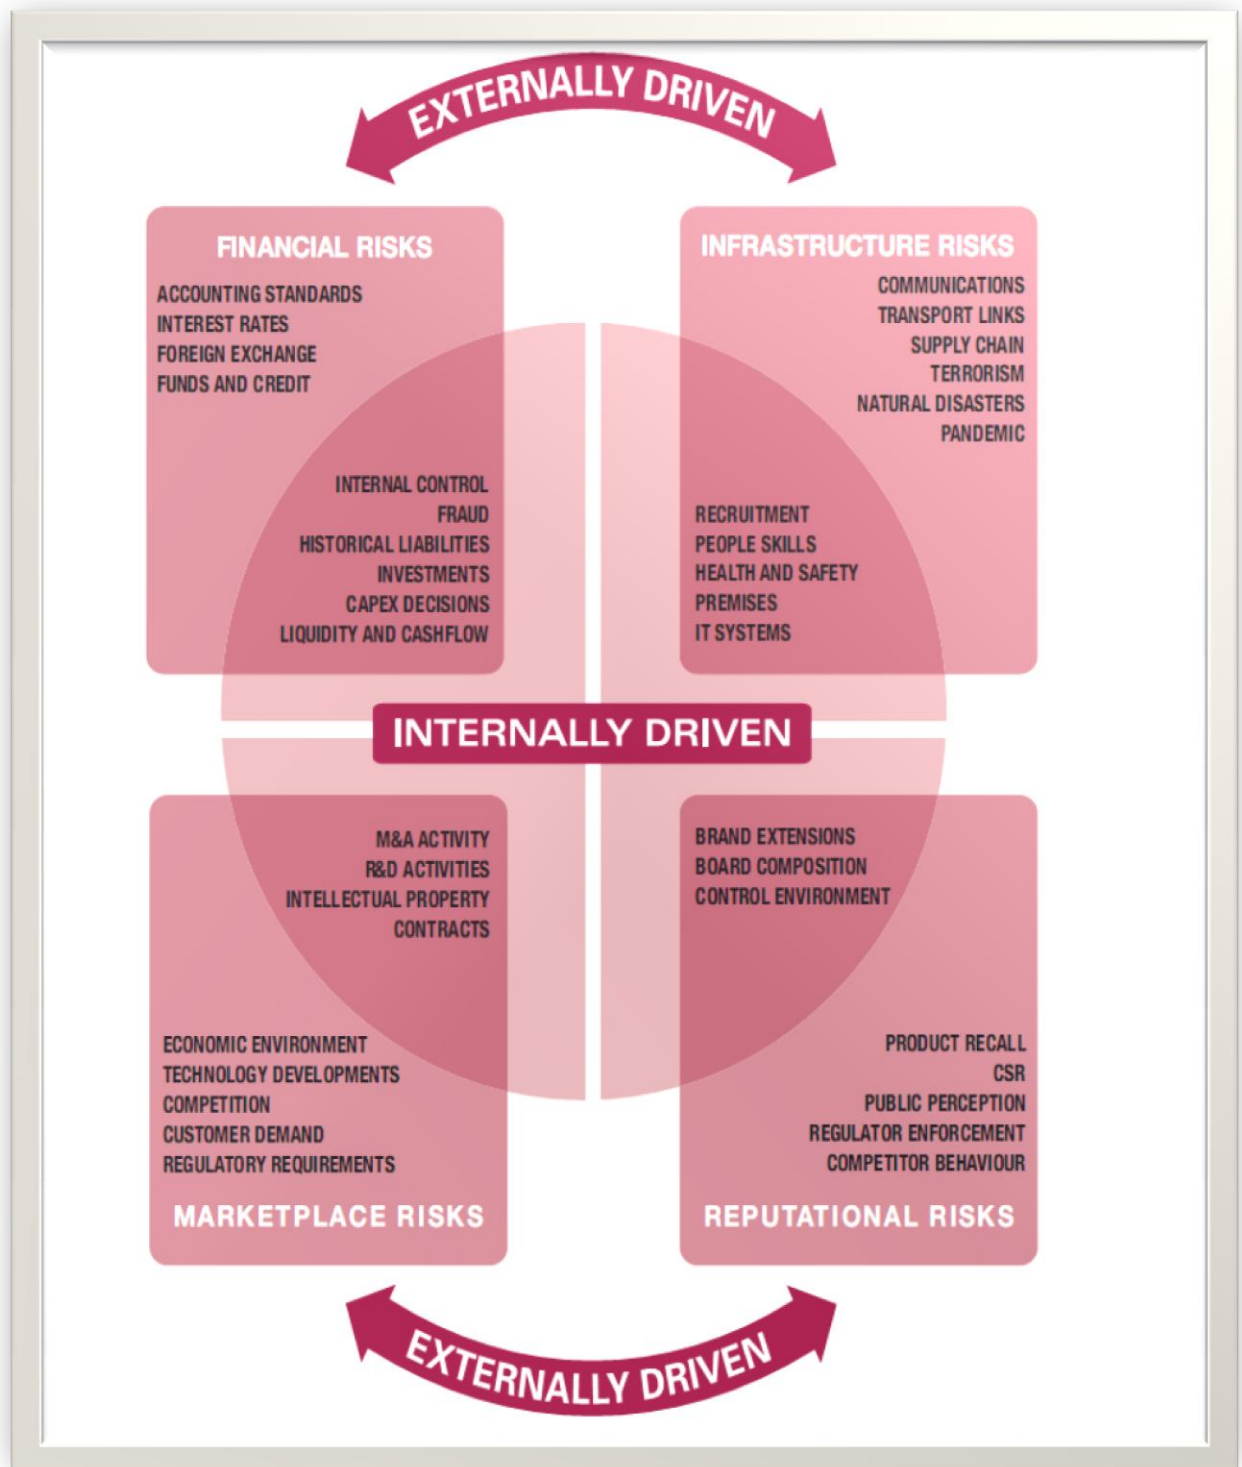 EXTERNALLY DRIVEN
FINANCIAL RISKS
ACCOUNTING STANDARDS
INTEREST RATES
FOREIGN EXCHANGE
FUNDS AND CREDIT
INTERNAL CONTROL
FRAUD
HISTORICAL LIABILITIES
INVESTMENTS
CAPEX DECISIONS
LIQUIDITY AND CASHFLOW
INFRASTRUCTURE RISKS
COMMUNICATIONS
TRANSPORT LINKS
SUPPLY CHAIN
TERRORISM
NATURAL DISASTERS
PANDEMIC
RECRUITMENT
PEOPLE SKILLS
HEALTH AND SAFETY
PREMISES
IT SYSTEMS
INTERNALLY DRIVEN
M&A ACTIVITY
R&D ACTIVITIES
INTELLECTUAL PROPERTY
CONTRACTS
ECONOMIC ENVIRONMENT
TECHNOLOGY DEVELOPMENTS
COMPETITION
CUSTOMER DEMAND
REGULATORY REQUIREMENTS
MARKETPLACE RISKS
BRAND EXTENSIONS
BOARD COMPOSITION
CONTROL ENVIRONMENT
PRODUCT RECALL
CSR
PUBLIC PERCEPTION
REGULATOR ENFORCEMENT
COMPETITOR BEHAVIOUR
REPUTATIONAL RISKS
EXTERNALLY DRIVEN